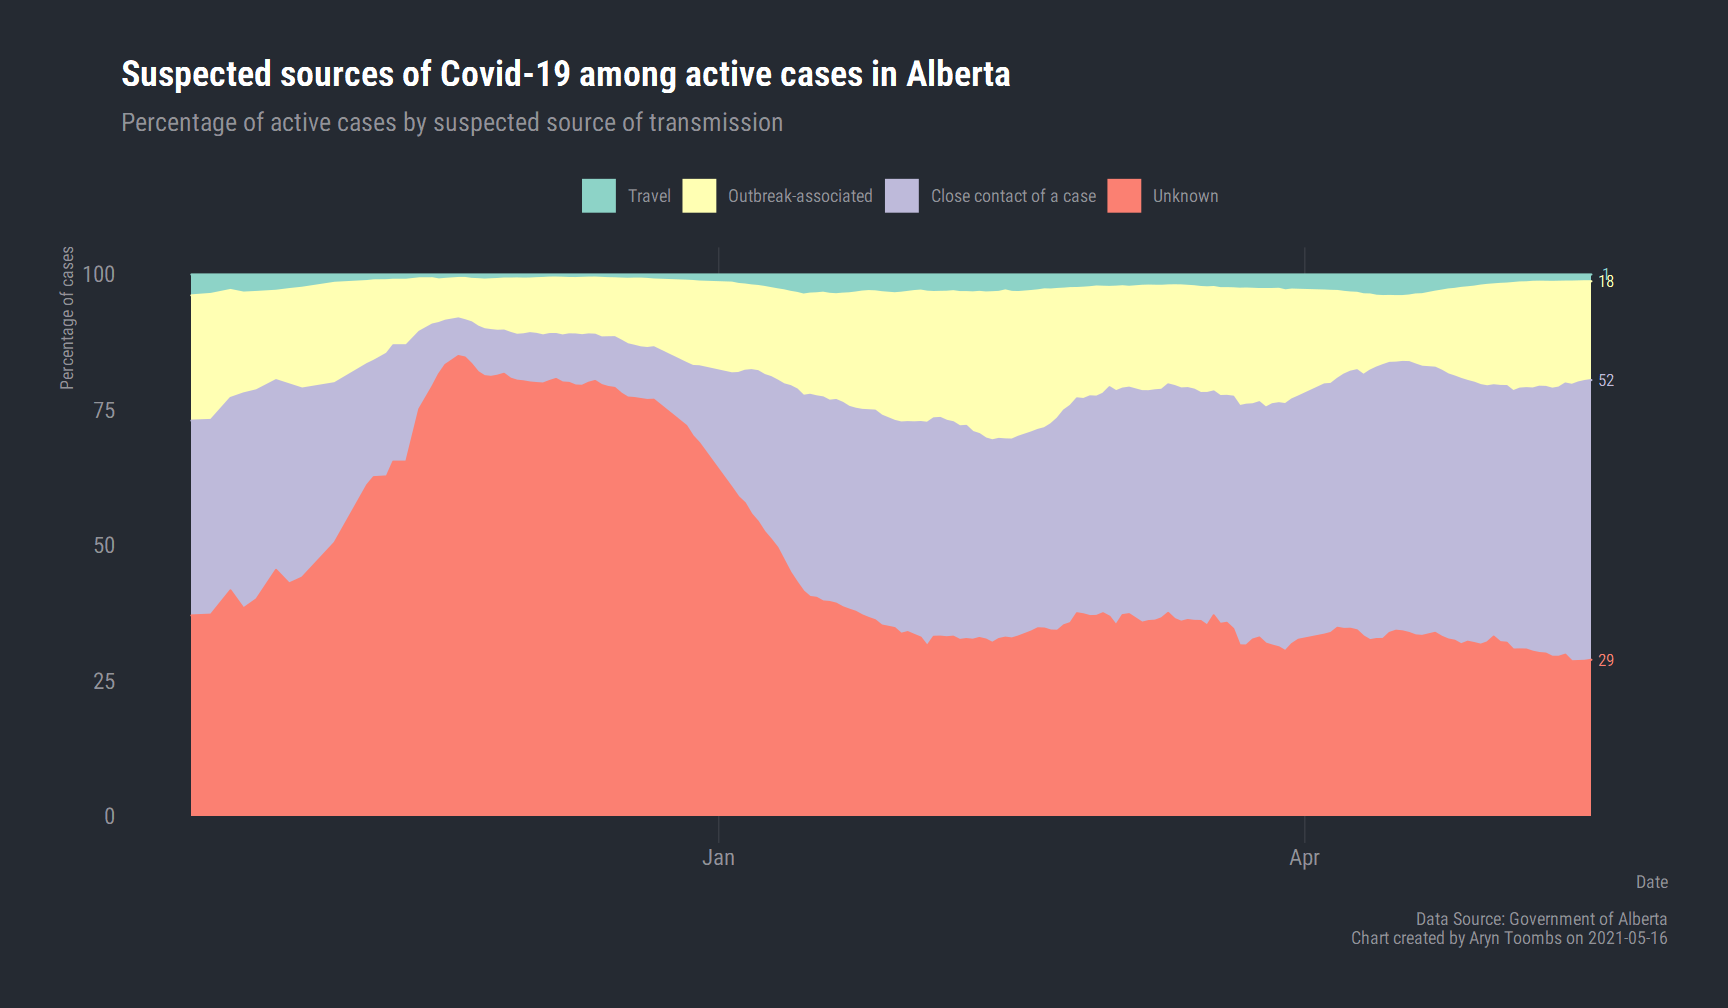 Suspected sources of Covid-19 among active cases in Alberta
Percentage of active cases by suspected source of transmission
Travel
Outbreak-associated
Close contact of a case
Unknown
Percentage of cases
100
75
50
25
0
1
18
52
29
Jan
Apr
Date
Data Source: Government of Alberta
Chart created by Aryn Toombs on 2021-05-16